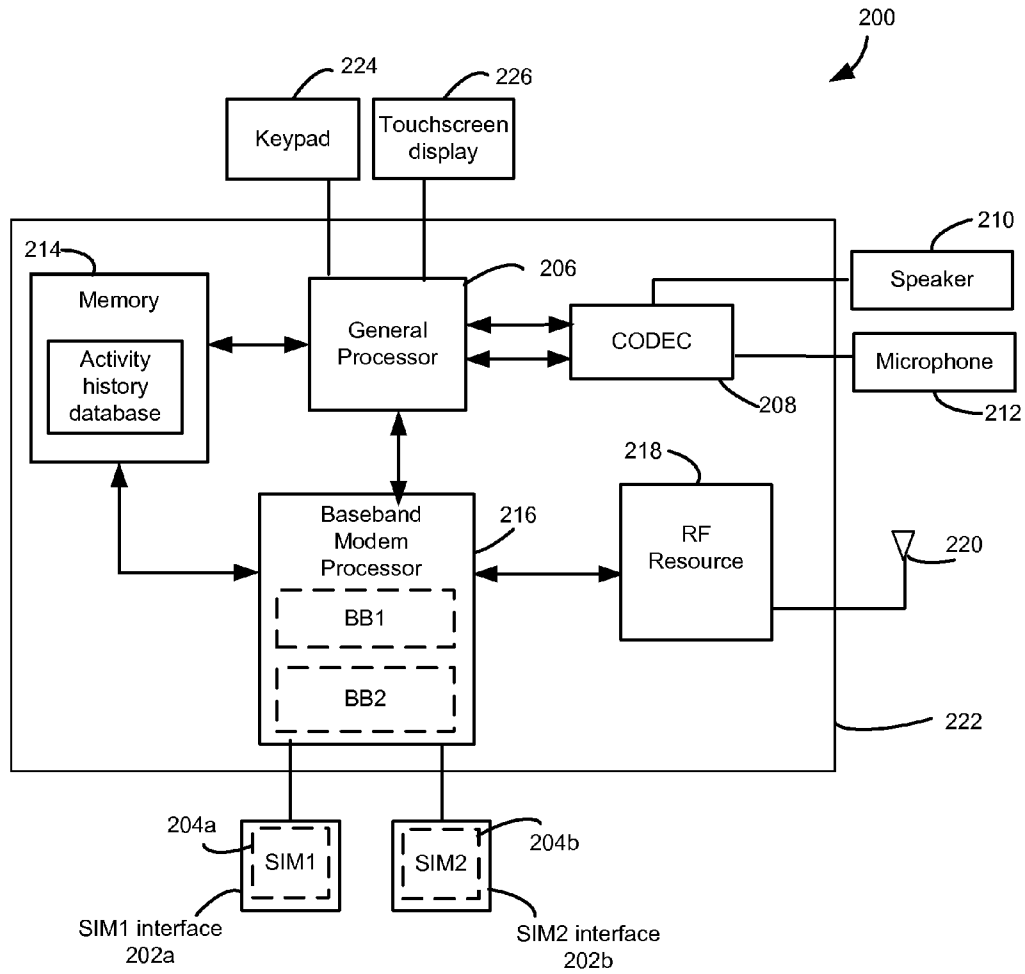 200
224
226
Keypad
Touchscreen
display
214
206
210
Memory
Speaker
General
Processor
CODEC
Activity
history
database
Microphone
208
212
218
Baseband
Modem
Processor
216
RF
Resource
220
BB1
BB2
222
204a
204b
SIM1
SIM2
SIM1 interface
202a
SIM2 interface
202b